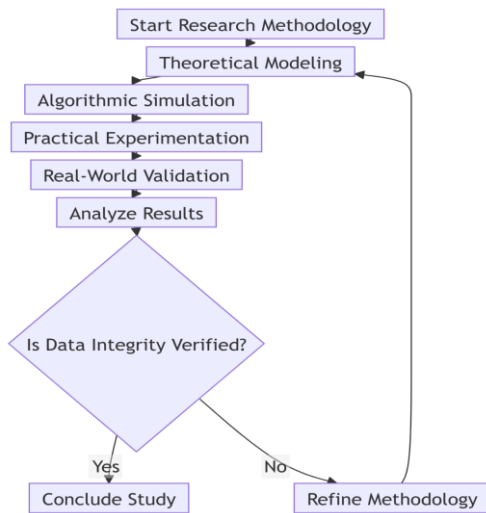 Start Research Methodology
Theoretical Modeling
Algorithmic Simulation
Practical Experimentation
Real-World Validation
Analyze Results
Is Data Integrity Verified?
Yes
No
Conclude Study
Refine Methodology